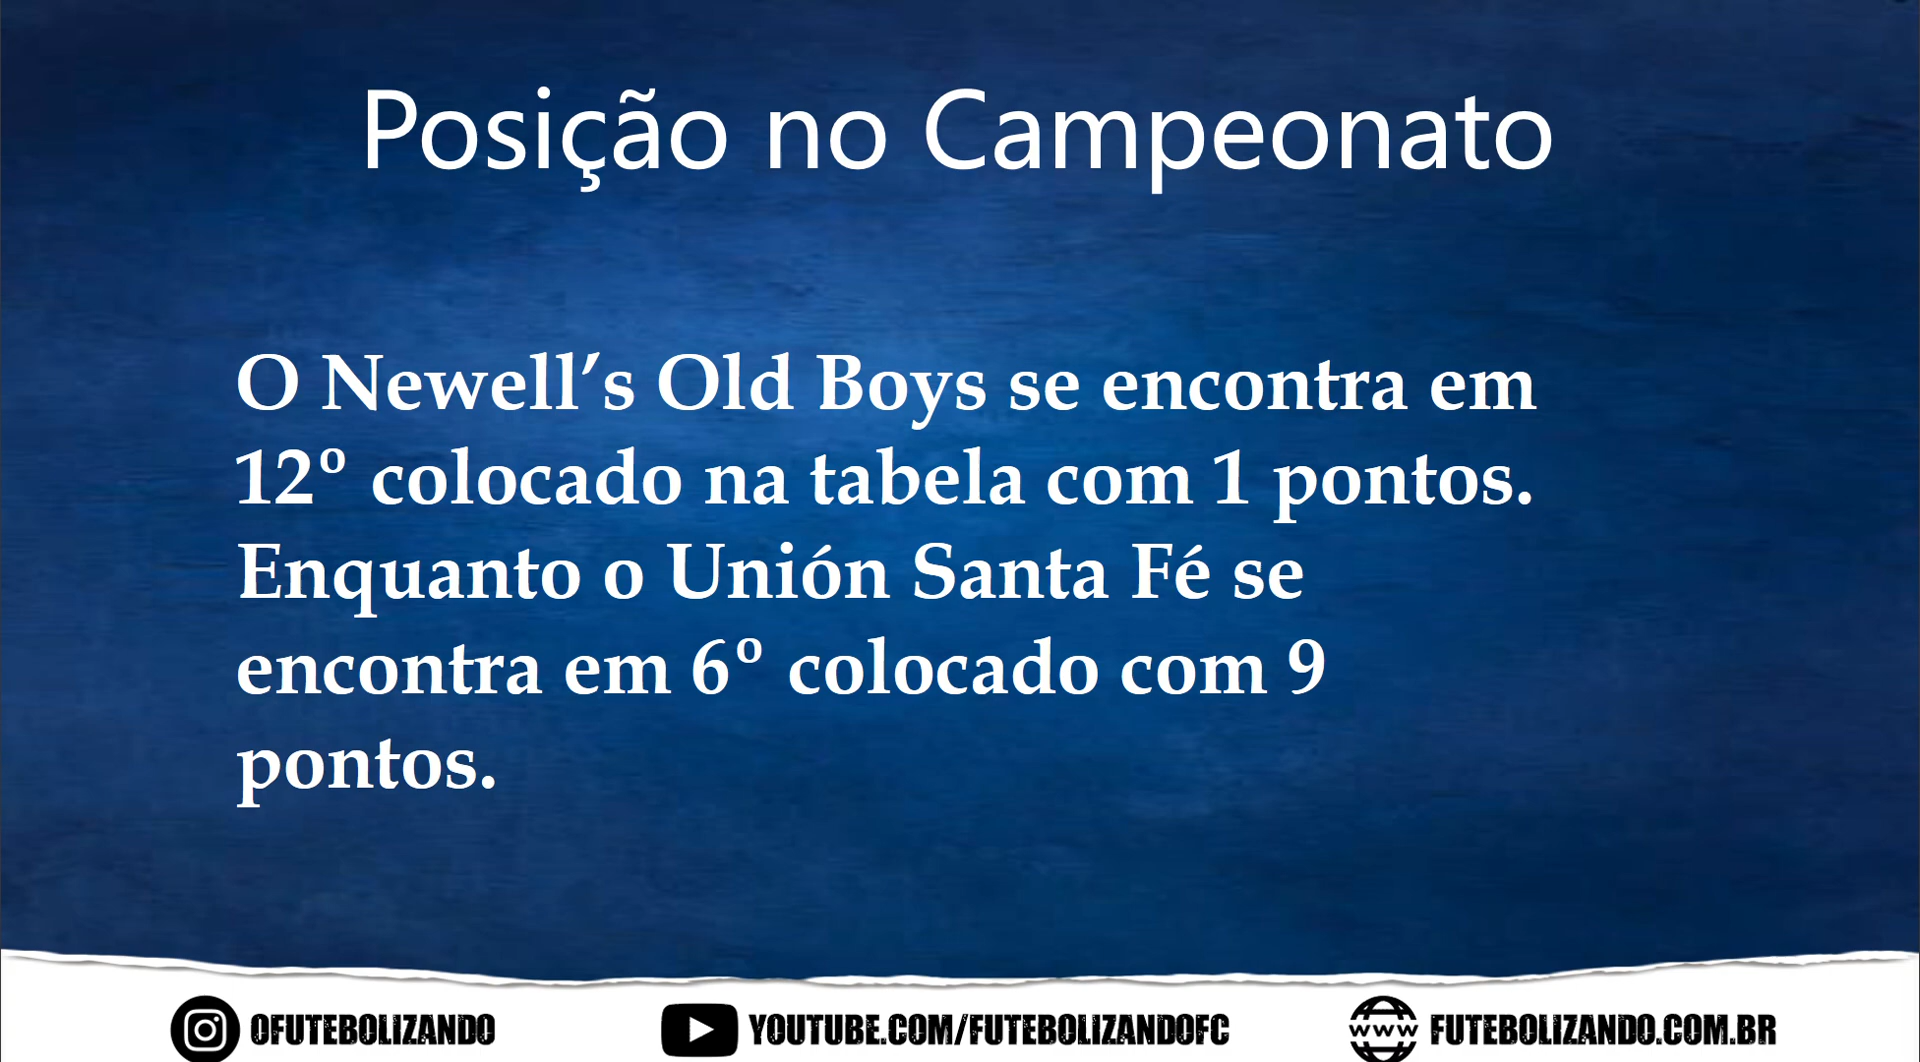 Posição no Campeonato
O Newell’s Old Boys se encontra em
12º colocado na tabela com 1 pontos.
Enquanto o Unión Santa Fé se
encontra em 6º colocado com 9
pontos.
OFUTEBOLIZANDO
YOUTUBE.COM/FUTEBOLIZANDOFC
WWW
FUTEBOLIZANDO.COM.BR